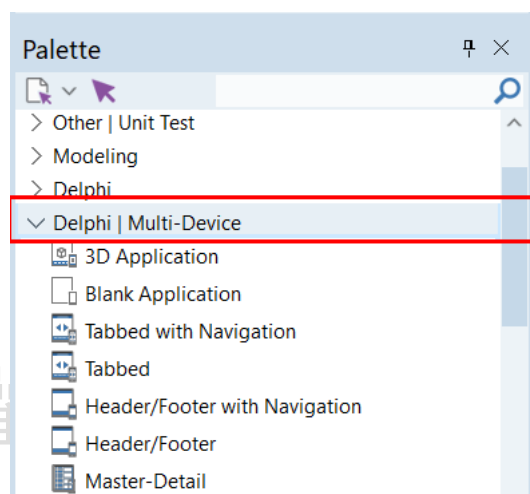 Palette
Other | Unit Test
Modeling
Delphi
Delphi | Multi-Device
3D Application
Blank Application
Tabbed with Navigation
Tabbed
Header/Footer with Navigation
Header/Footer
Master-Detail